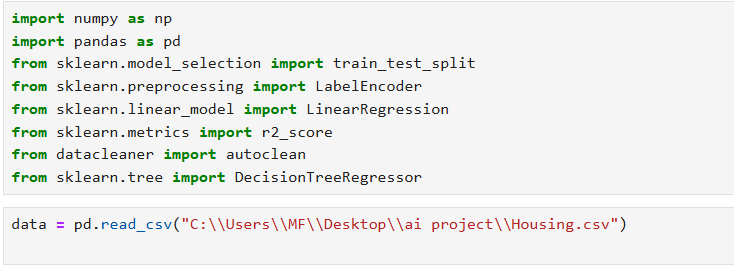 import numpy as np
import pandas as pd
from sklearn.model_selection import train_test_split
from sklearn.preprocessing import LabelEncoder
from sklearn.linear_model import LinearRegression
from sklearn.metrics import r2_score
from datacleaner import autoclean
from sklearn.tree import DecisionTreeRegressor
data = pd.read_csv("C:\\Users\\MF\\Desktop\\ai project\\Housing.csv")